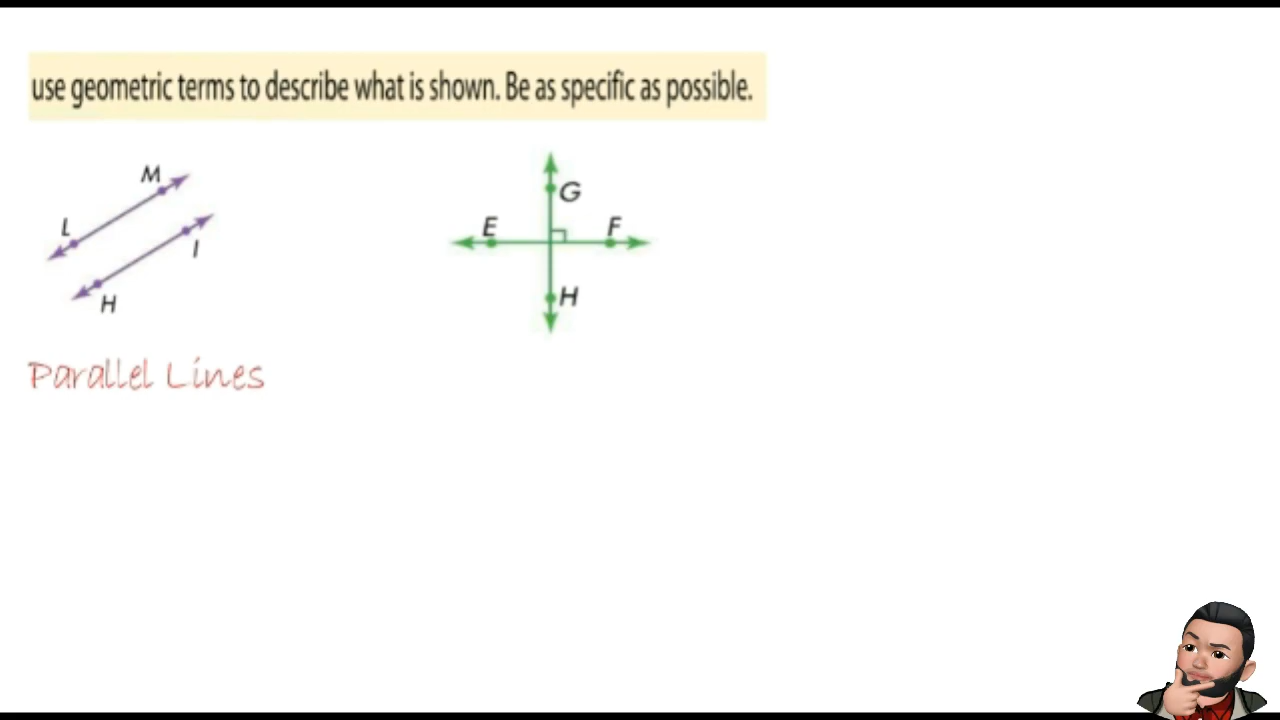 use geometric terms to describe what is shown. Be as specific as possible.
M
L
I
H
G
E
F
H
Parallel Lines